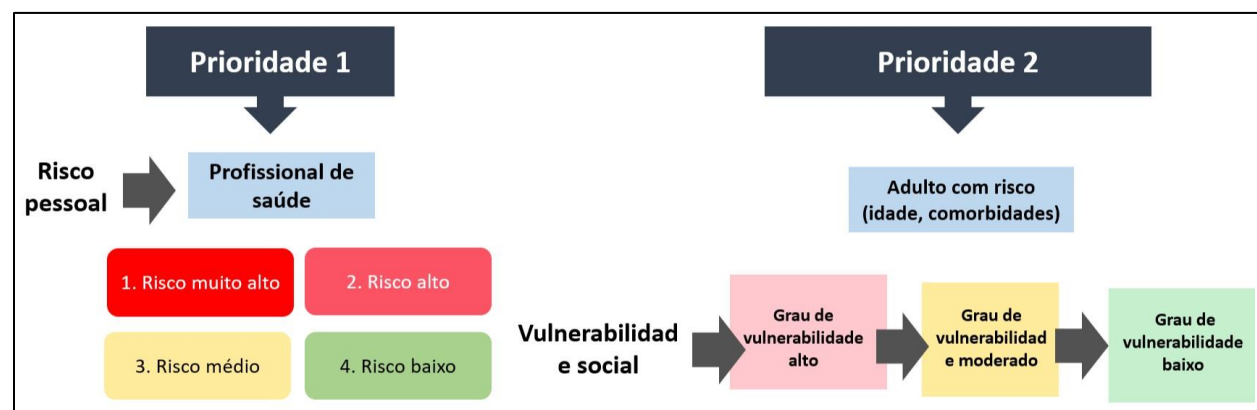 Prioridade 1
Risco
pessoal
Profissional de
saúde
1. Risco muito alto
2. Risco alto
3. Risco médio
4. Risco baixo
Prioridade 2
Adulto com risco
(idade, comorbidades)
Vulnerabilidad
e social
Grau de
vulnerabilidade
alto
Grau de
vulnerabilidad
e moderado
Grau de
vulnerabilidade
baixo